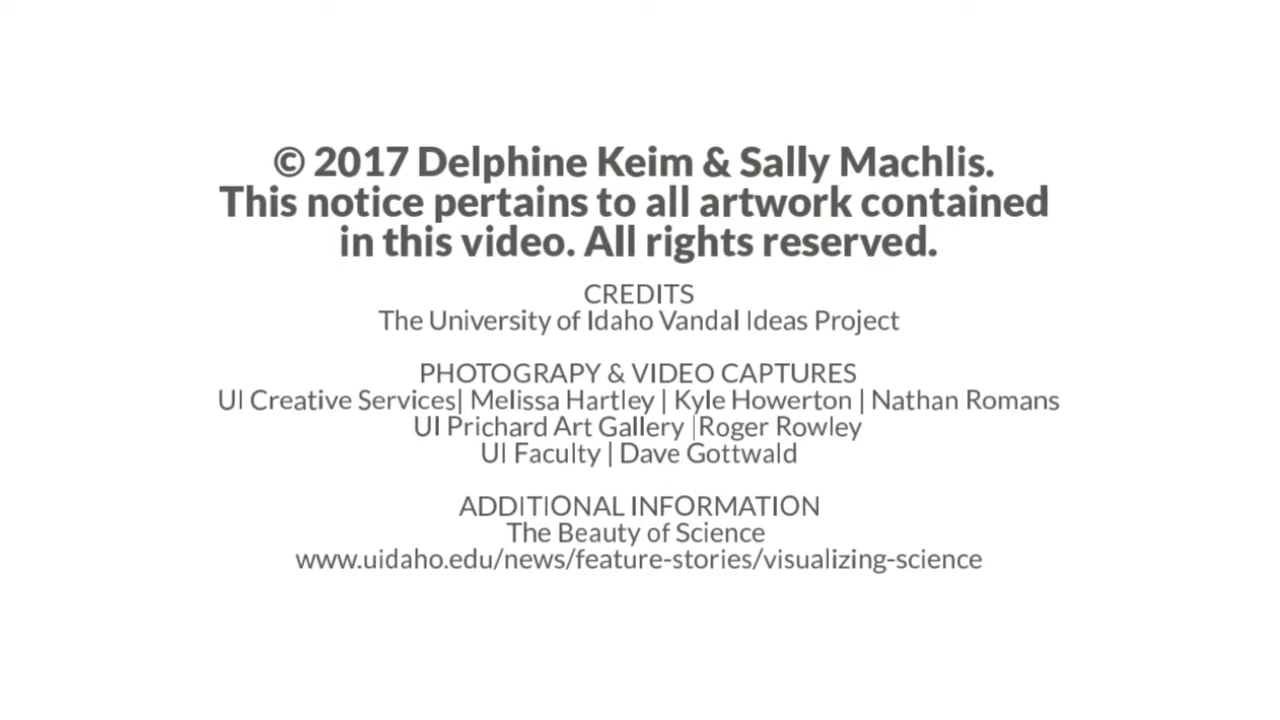 © 2017 Delphine Keim & Sally Machlis.
This notice pertains to all artwork contained
in this video. All rights reserved.
CREDITS
The University of Idaho Vandal Ideas Project
PHOTOGRAPY & VIDEO CAPTURES
UI Creative Services| Melissa Hartley | Kyle Howerton | Nathan Romans
UI Prichard Art Gallery |Roger Rowley
UI Faculty | Dave Gottwald
ADDITIONAL INFORMATION
The Beauty of Science
www.uidaho.edu/news/feature-stories/visualizing-science